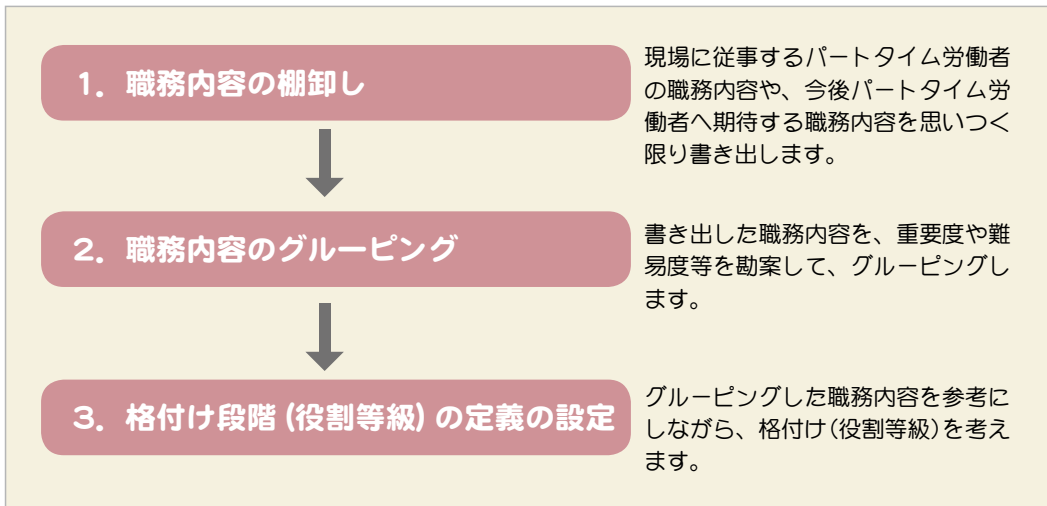 1．職務内容の棚卸し
現場に従事するパートタイム労働者
の職務内容や、今後パートタイム労
働者へ期待する職務内容を思いつく
限り書き出します。
2．職務内容のグルーピング
書き出した職務内容を、重要度や難
易度等を勘案して、グルーピングし
ます。
3．格付け段階（役割等級）の定義の設定
グルーピングした職務内容を参考に
しながら、格付け（役割等級）を考え
ます。